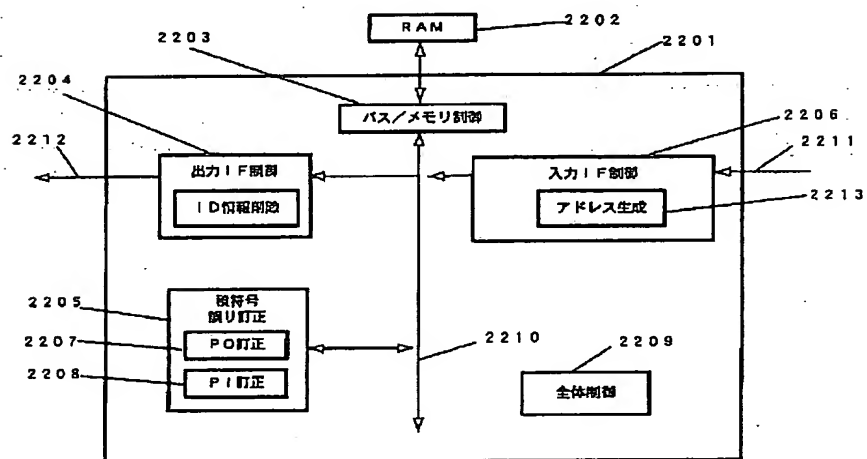 2203
RAM
2202
2201
2204
バス/メモリ制御
2206
2212
2211
出力IF制御
入力IF制御
ID情報削除
アドレス生成
2213
2205
積符号
誤り訂正
2207
PO訂正
2210
2209
2208
PI訂正
全体制御